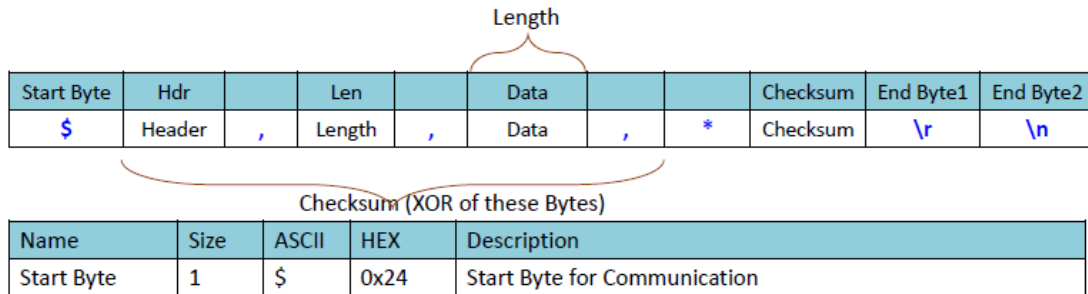 Length
Start Byte Hdr Len Data Checksum End Byte1 End Byte2
$ Header , Length , Data , * Checksum \r \n
Checksum (XOR of these Bytes)
Name Size ASCII HEX Description
Start Byte 1 $ 0x24 Start Byte for Communication